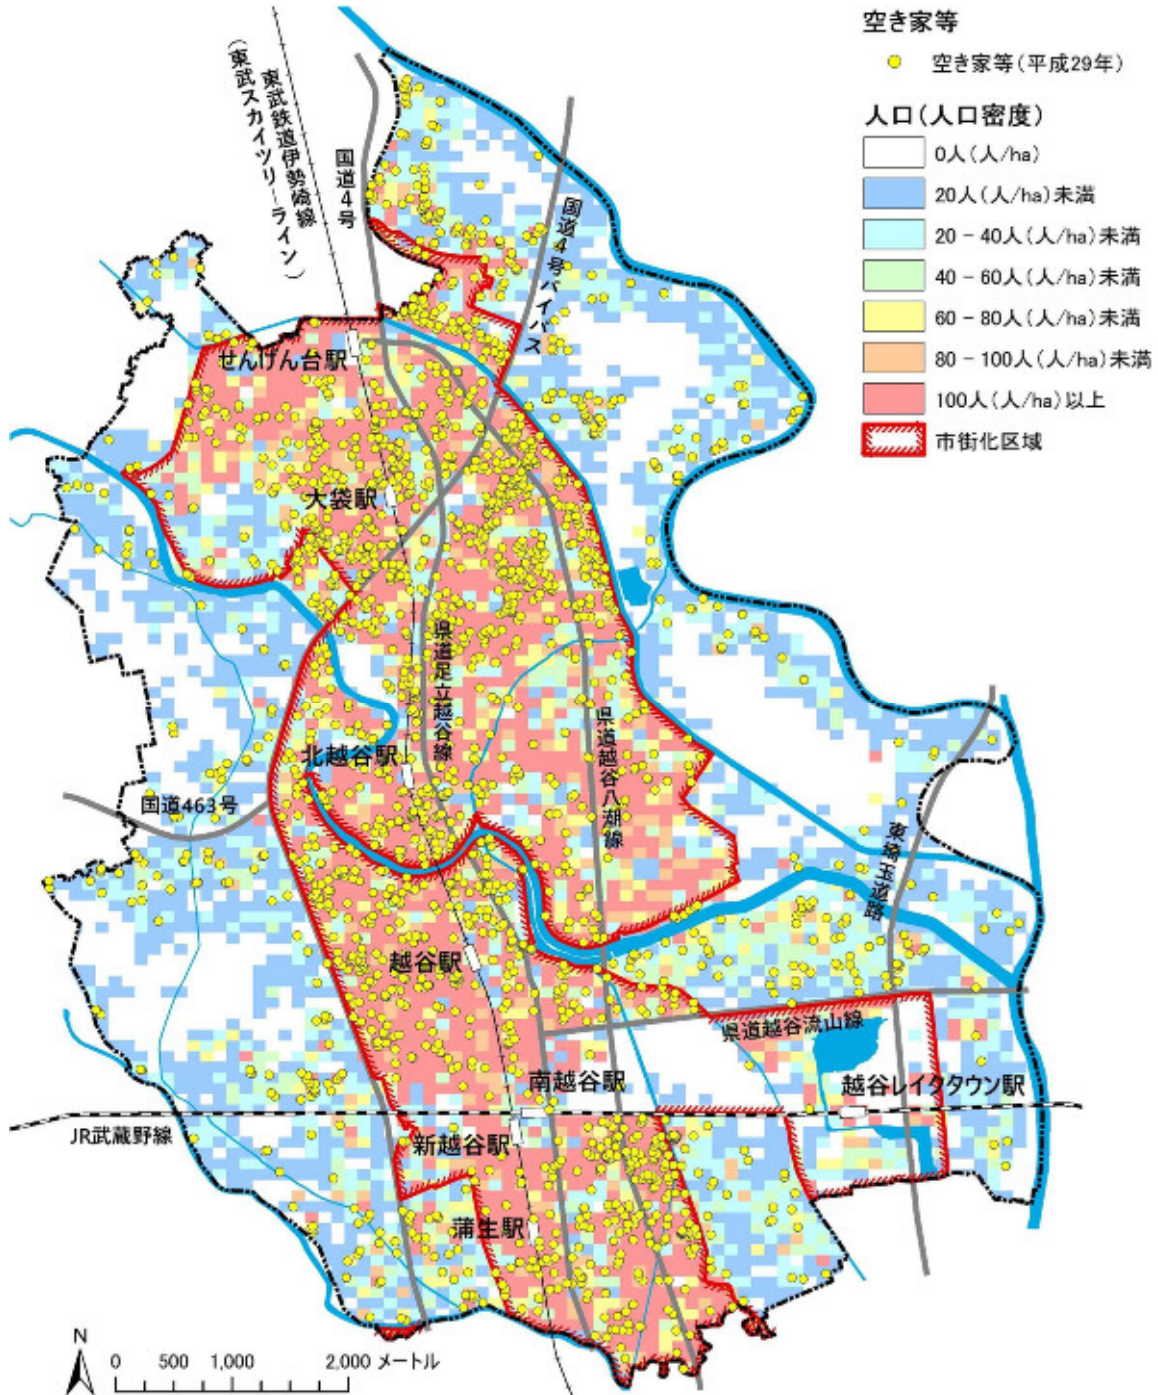 空き家等
空き家等(平成29年)
人口(人口密度)
0人(人/ha)
20人(人/ha)未満
20－40人(人/ha)未満
40－60人(人/ha)未満
60－80人(人/ha)未満
80－100人(人/ha)未満
100人(人/ha)以上
市街化区域
東武鉄道伊勢崎線
(東武スカイツリーライン)
国道4号
国道4号バイパス
せんげん台駅
大袋駅
県道足立越谷線
北越谷駅
県道越谷八潮線
国道463号
東埼玉道路
越谷駅
県道越谷流山線
南越谷駅
越谷レイクタウン駅
JR武蔵野線
新越谷駅
蒲生駅
N
0 500 1,000 2,000 メートル